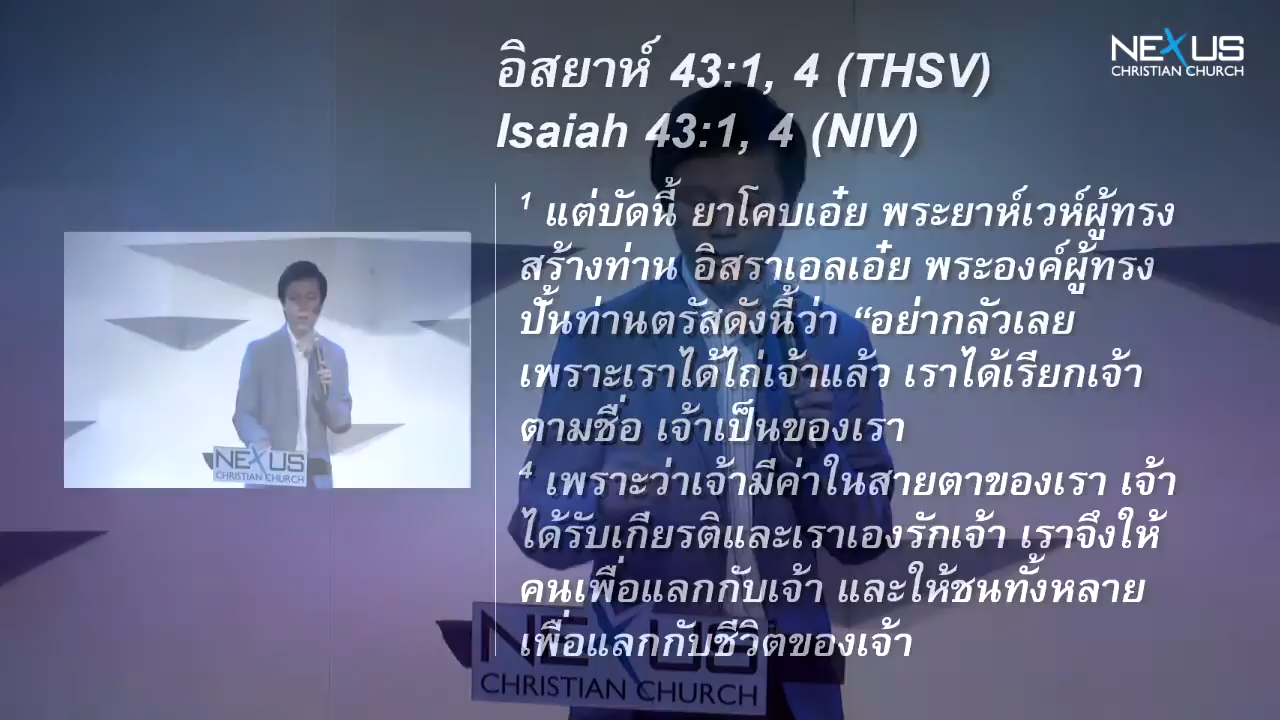 อิสยาห์ 43:1, 4 (THSV)
Isaiah 43:1, 4 (NIV)
NEXUS
CHRISTIAN CHURCH
1 แต่บัดนี้ ยาโคบเอ๋ย พระยาห์เวห์ผู้ทรง
สร้างท่าน อิสราเอลเอ๋ย พระองค์ผู้ทรง
ปั้นท่านตรัสดังนี้ว่า “อย่ากลัวเลย
เพราะเราได้ไถ่เจ้าแล้ว เราได้เรียกเจ้า
ตามชื่อ เจ้าเป็นของเรา
4 เพราะว่าเจ้ามีค่าในสายตาของเรา เจ้า
ได้รับเกียรติและเราเองรักเจ้า เราจึงให้
คนเพื่อแลกกับเจ้า และให้ชนทั้งหลาย
เพื่อแลกกับชีวิตของเจ้า
NEXUS
CHRISTIAN CHURCH
NEXUS
CHRISTIAN CHURCH